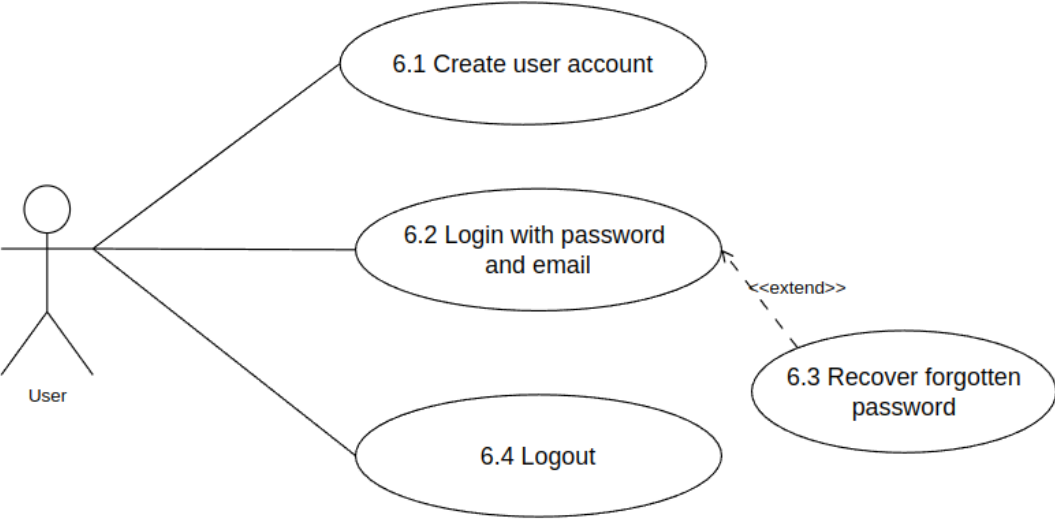 6.1 Create user account
6.2 Login with password
and email
<<extend>>
6.3 Recover forgotten
password
User
6.4 Logout